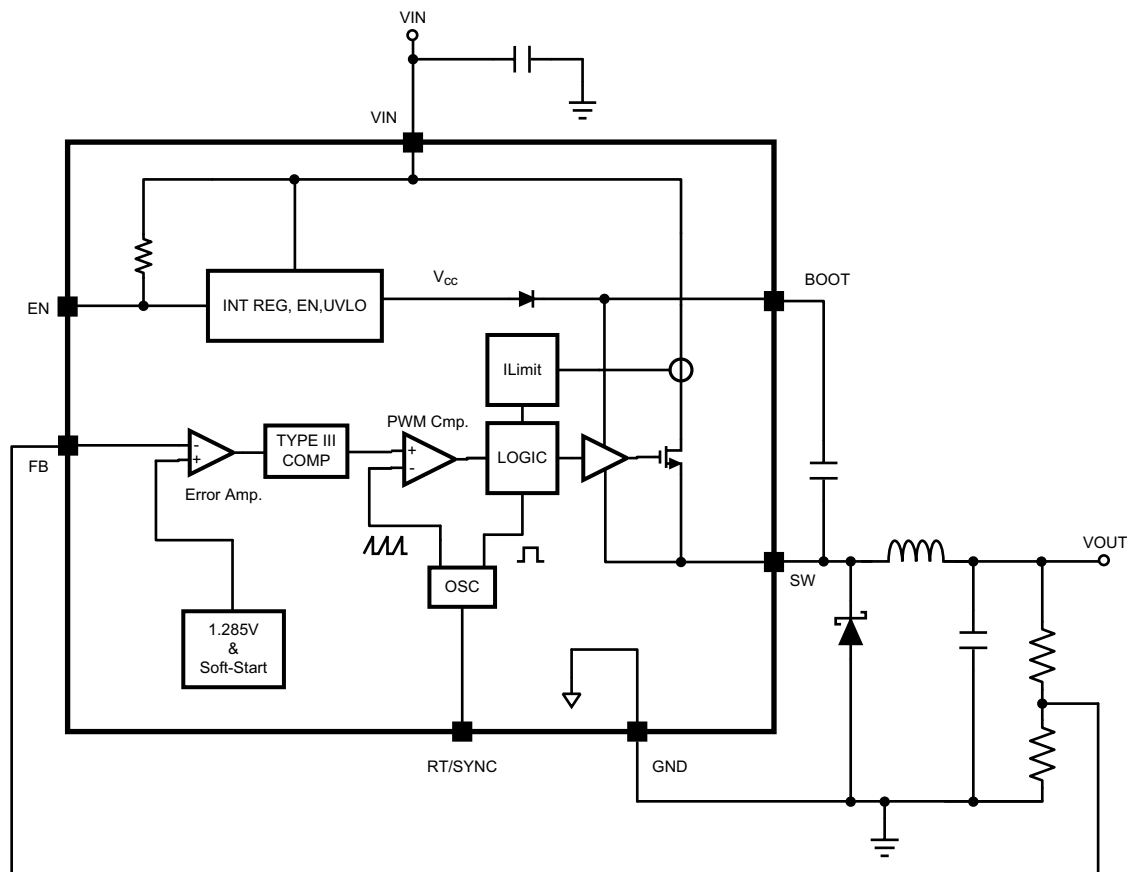 VIN
VIN
V_CC
BOOT
EN
INT REG, EN,UVLO
ILimit
PWM Cmp.
FB
-
+
TYPE III
COMP
+
-
LOGIC
Error Amp.
VOUT
SW
OSC
1.285V
&
Soft-Start
RT/SYNC
GND